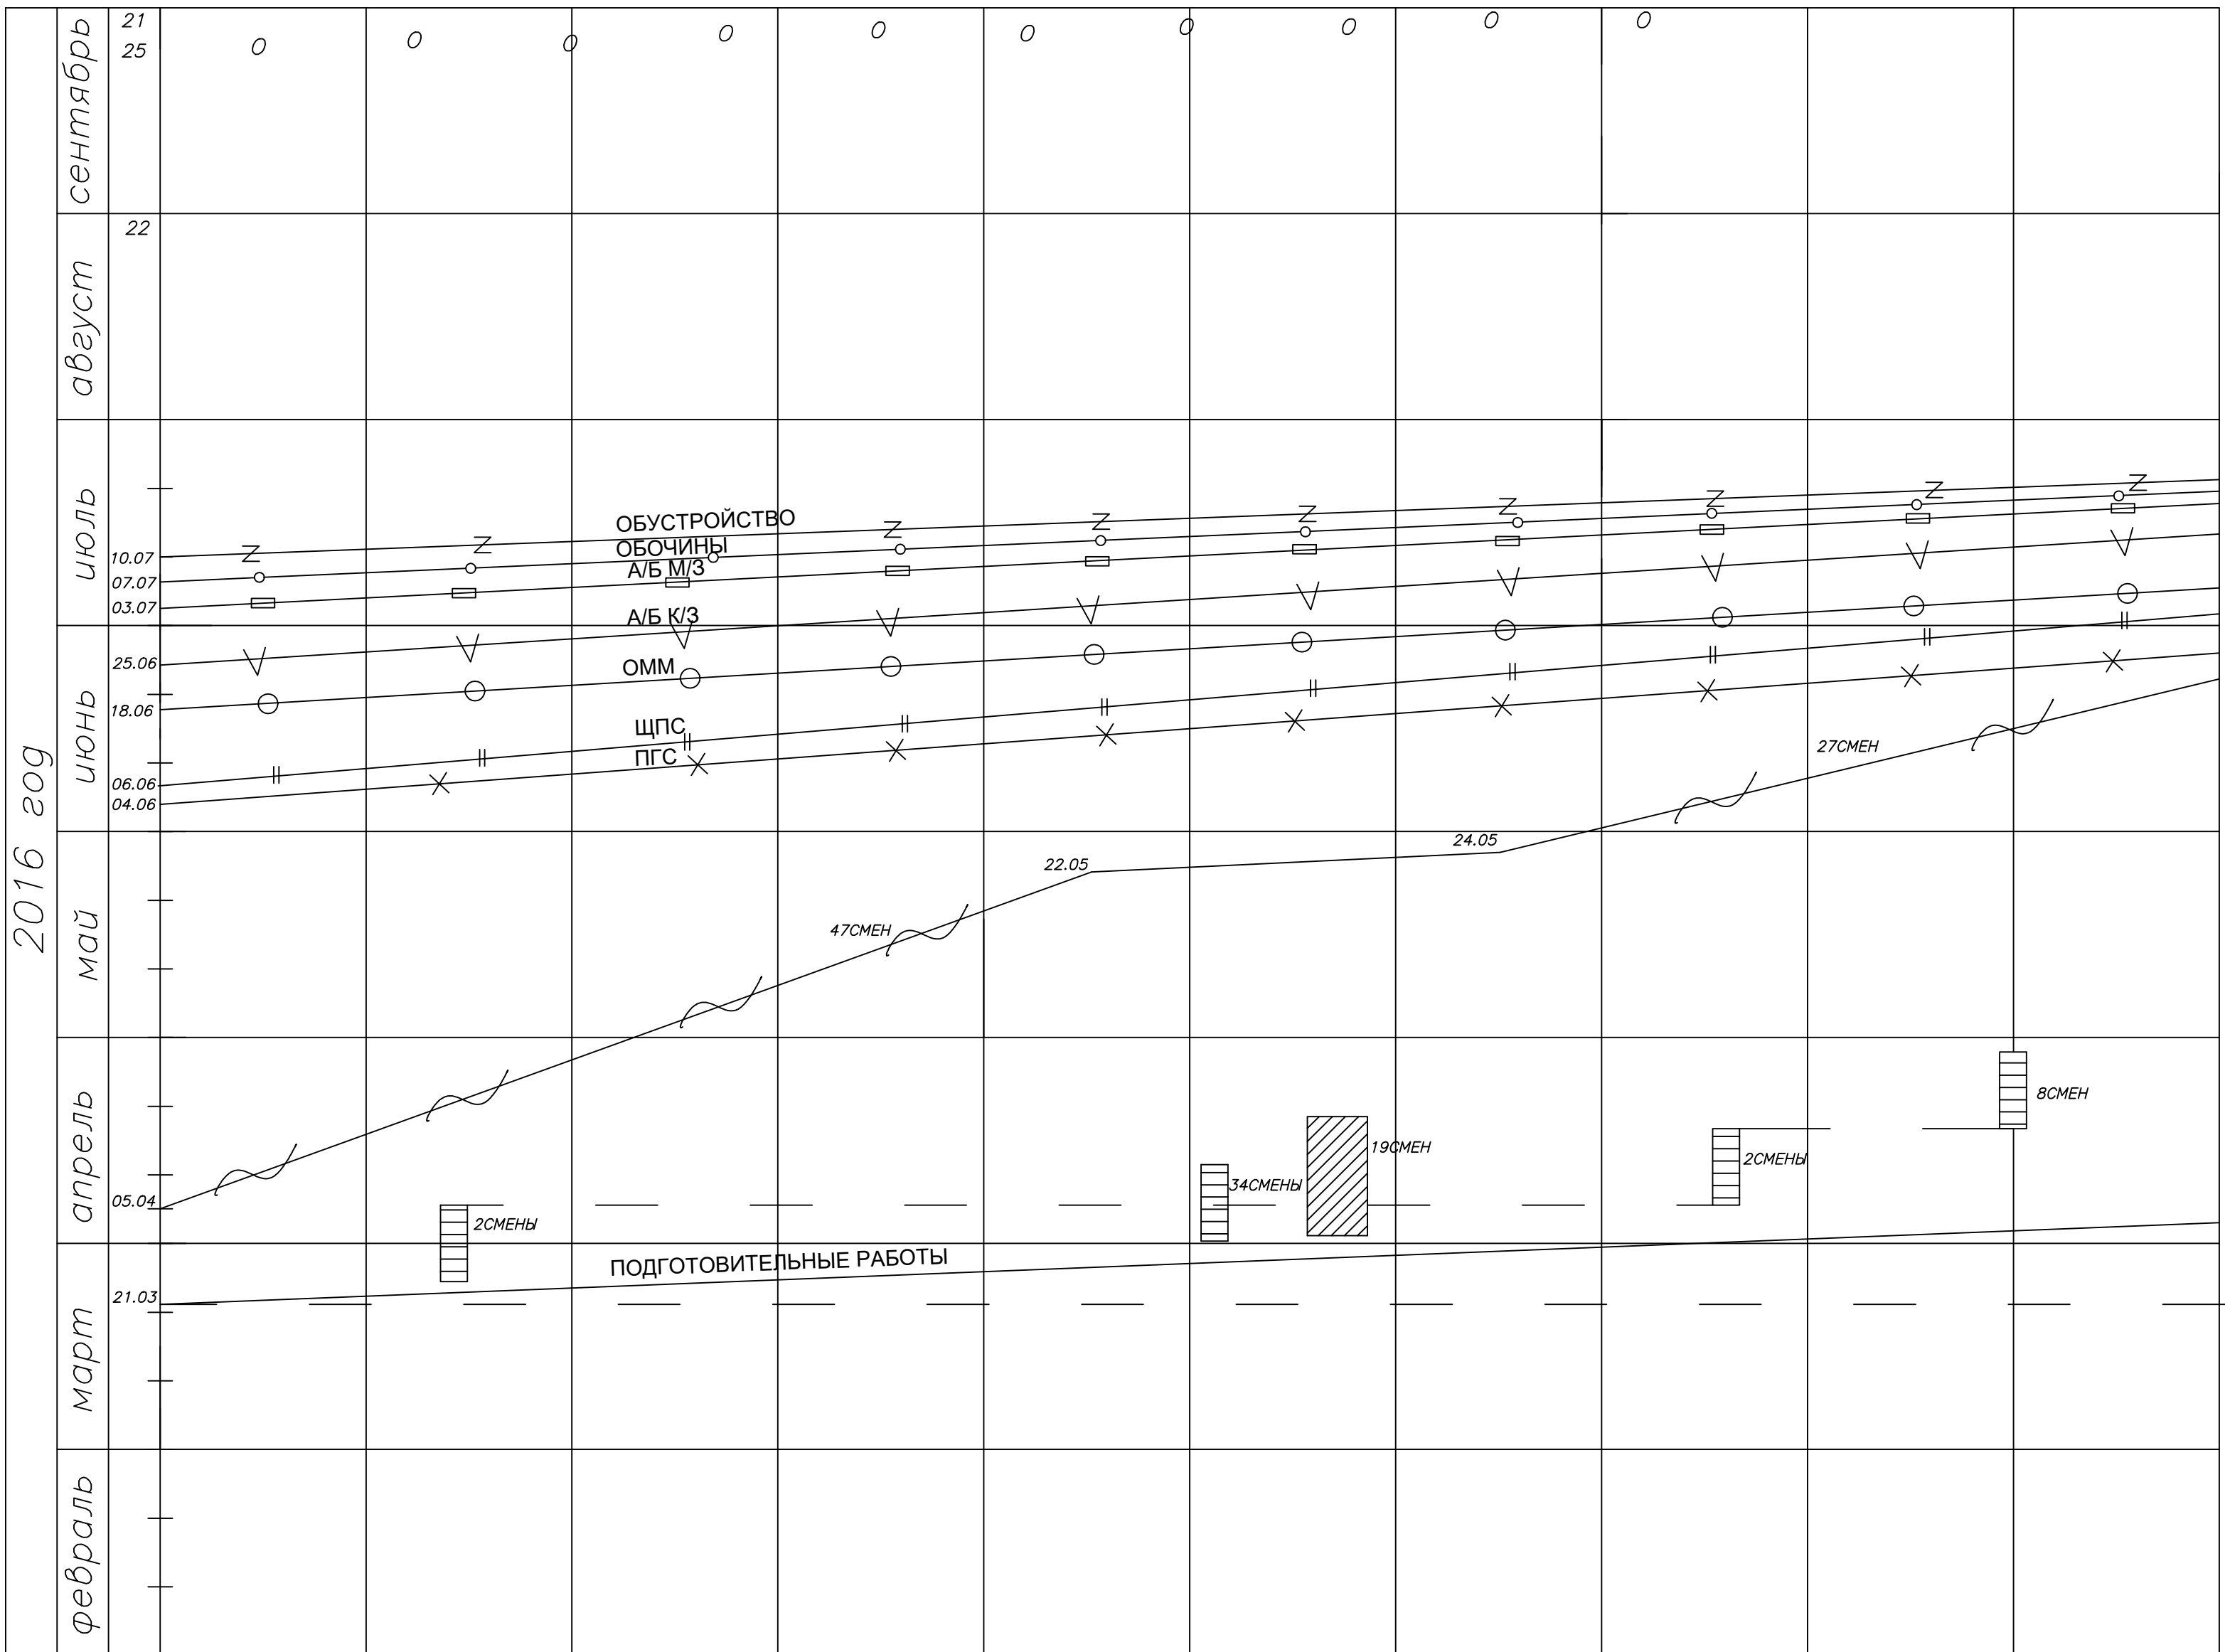 2016 год
сентябрь
21
25
0 0 0 0 0 0 0 0 0 0
август
22
июль
ОБУСТРОЙСТВО
ОБОЧИНЫ
10.07
А/Б М/З
07.07
03.07
А/Б К/З
июнь
25.06
ОММ
18.06
ЩПС
27СМЕН
ПГС
06.06
04.06
май
24.05
22.05
47СМЕН
апрель
8СМЕН
19СМЕН
2СМЕНЫ
34СМЕНЫ
05.04
2СМЕНЫ
март
ПОДГОТОВИТЕЛЬНЫЕ РАБОТЫ
21.03
февраль